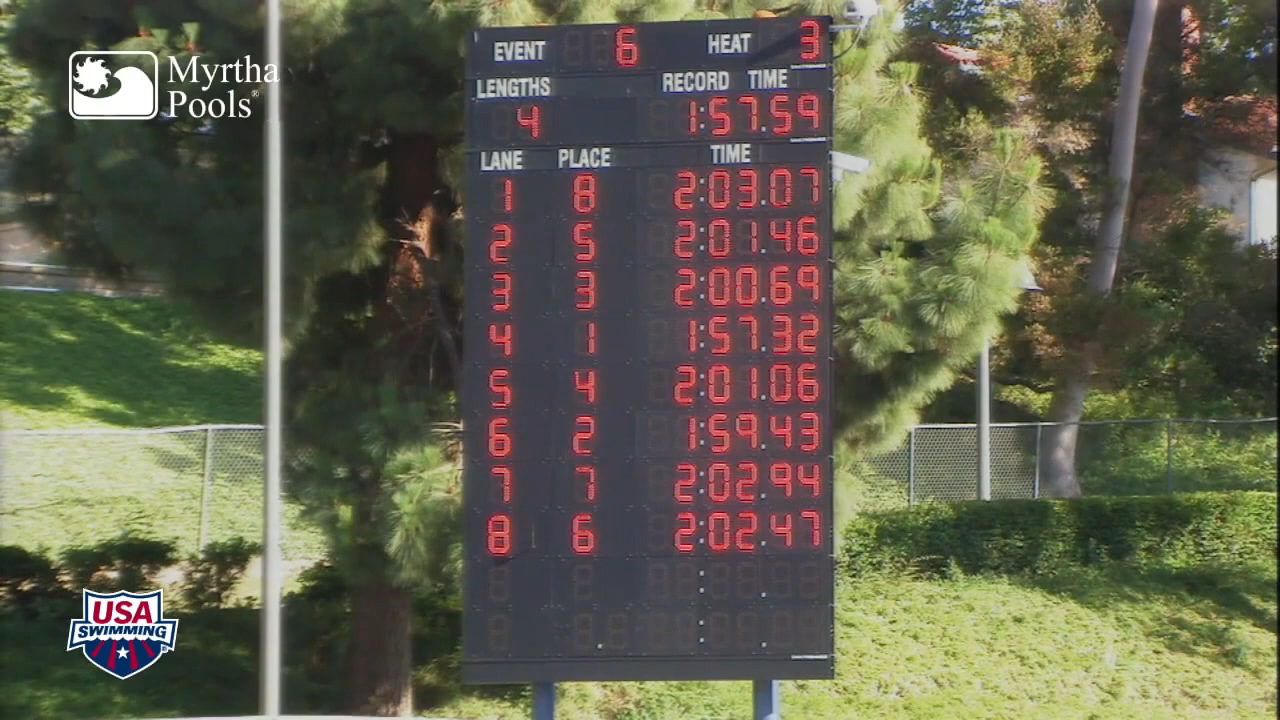 Myrtha
Pools®
EVENT 6 HEAT 3
LENGTHS RECORD TIME
4 1:57.59
LANE PLACE TIME
1 8 2:03.07
2 5 2:01.46
3 3 2:00.69
4 1 1:57.32
5 4 2:01.06
6 2 1:59.43
7 7 2:02.94
8 6 2:02.47
USA
SWIMMING